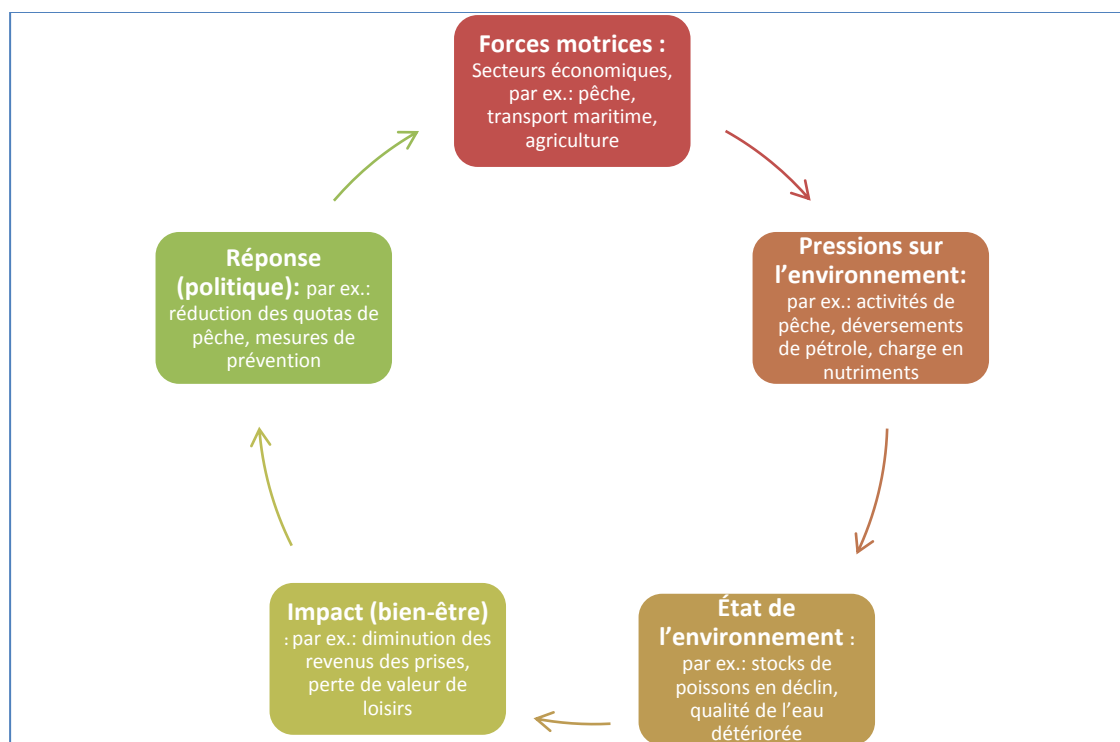 Forces motrices :
Secteurs économiques,
par ex.: pêche,
transport maritime,
agriculture
Pressions sur
l’environnement:
par ex.: activités de
pêche, déversements
de pétrole, charge en
nutriments
État de
l’environnement :
par ex.: stocks de
poissons en déclin,
qualité de l’eau
détériorée
Impact (bien-être)
: par ex.: diminution des
revenus des prises,
perte de valeur de
loisirs
Réponse
(politique): par ex.:
réduction des quotas de
pêche, mesures de
prévention